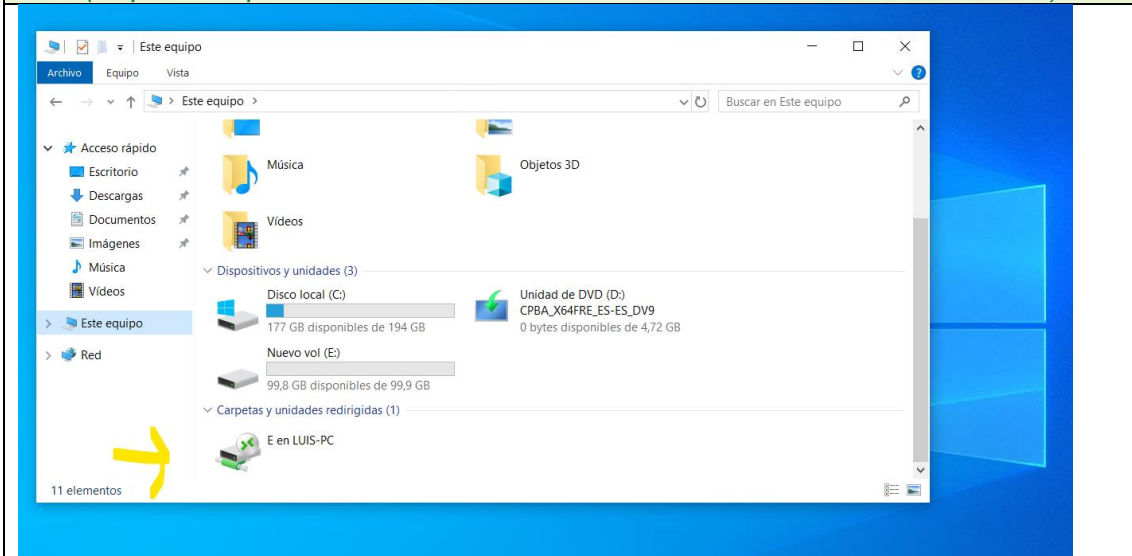 Este equipo
Archivo Equipo Vista
Este equipo
Buscar en Este equipo
Acceso rápido
Escritorio
Descargas
Documentos
Imágenes
Música
Vídeos
Este equipo
Red
Música
Objetos 3D
Vídeos
Dispositivos y unidades (3)
Disco local (C:)
177 GB disponibles de 194 GB
Unidad de DVD (D:)
CPBA_X64FRE_ES-ES_DV9
0 bytes disponibles de 4,72 GB
Nuevo vol (E:)
99,8 GB disponibles de 99,9 GB
Carpetas y unidades redirigidas (1)
E en LUIS-PC
11 elementos